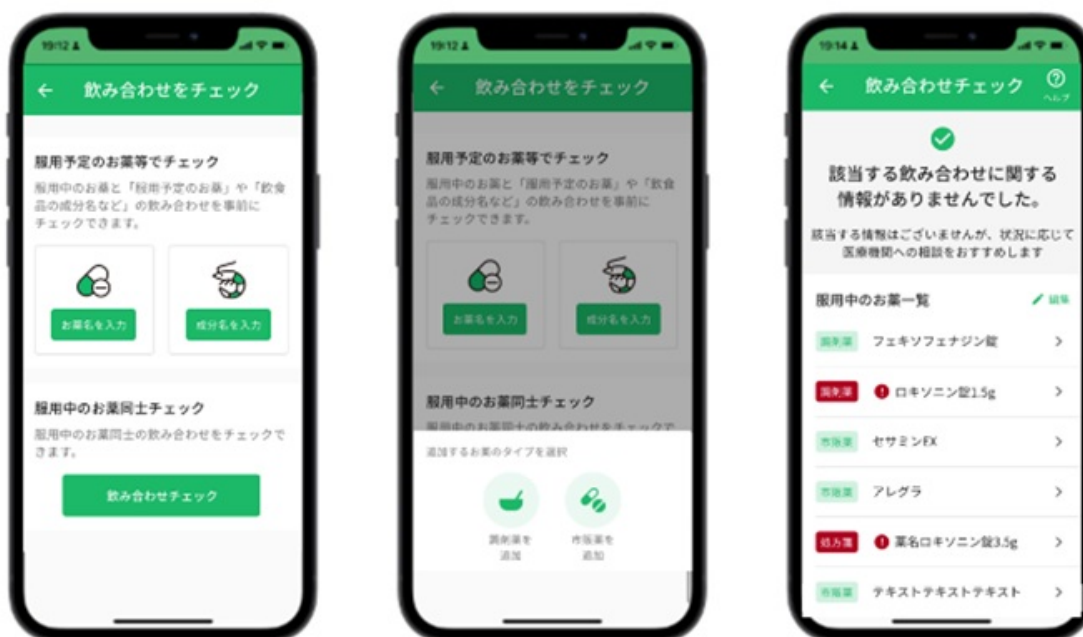 19:12
飲み合わせをチェック
服用予定のお薬等でチェック
服用中のお薬と「服用予定のお薬」や「飲食
品の成分名など」の飲み合わせを事前に
チェックできます。
お薬名を入力
成分名を入力
服用中のお薬同士チェック
服用中のお薬同士の飲み合わせをチェックで
きます。
飲み合わせチェック
19:12
飲み合わせをチェック
服用予定のお薬等でチェック
服用中のお薬と「服用予定のお薬」や「飲食
品の成分名など」の飲み合わせを事前に
チェックできます。
お薬名を入力
成分名を入力
服用中のお薬同士チェック
服用中のお薬同士の飲み合わせをチェックで
追加するお薬のタイプを選択
調剤薬を
追加
市販薬を
追加
19:14
飲み合わせチェック
ヘルプ
該当する飲み合わせに関する
情報がありませんでした。
該当する情報はございませんが、状況に応じて
医療機関への相談をおすすめします
服用中のお薬一覧
編集
調剤薬 フェキソフェナジン錠
調剤薬 ロキソニン錠1.5g
市販薬 セサミンEX
市販薬 アレグラ
処方薬 薬名ロキソニン錠3.5g
市販薬 テキストテキストテキスト